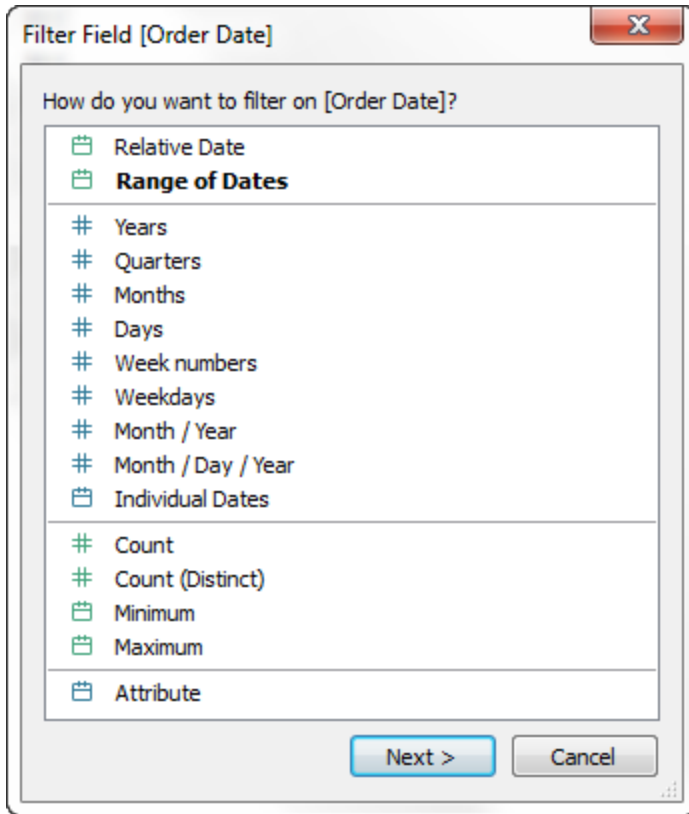 Filter Field [Order Date]
How do you want to filter on [Order Date]?
Relative Date
Range of Dates
Years
Quarters
Months
Days
Week numbers
Weekdays
Month / Year
Month / Day / Year
Individual Dates
Count
Count (Distinct)
Minimum
Maximum
Attribute
Next > Cancel